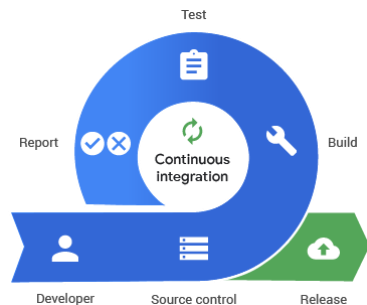 Test
Report
Build
Continuous
integration
Developer
Source control
Release